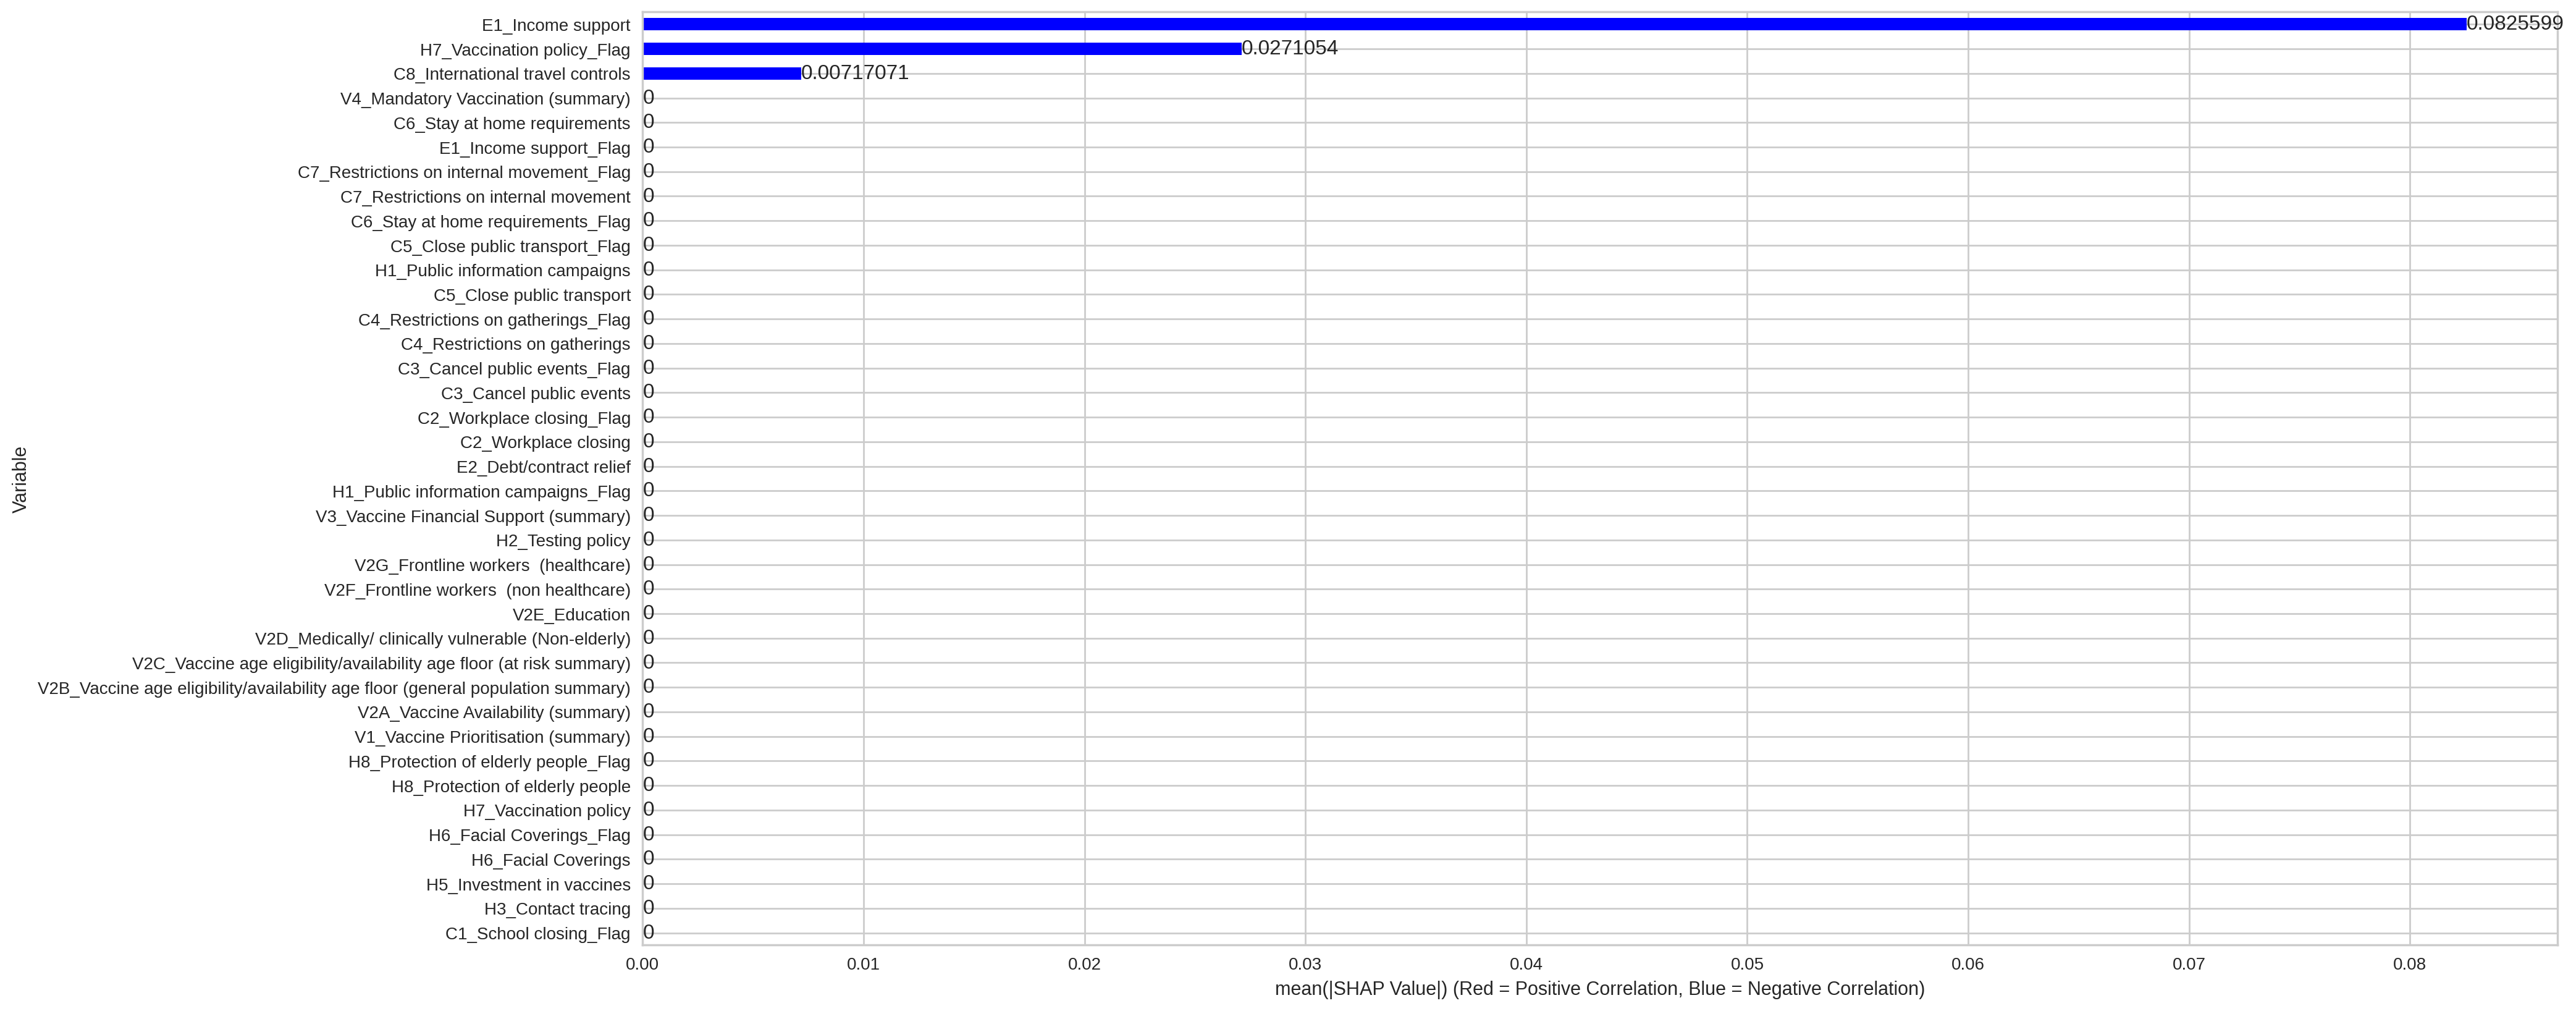 E1_Income support 0.0825599
H7_Vaccination policy_Flag 0.0271054
C8_International travel controls 0.00717071
V4_Mandatory Vaccination (summary) 0
C6_Stay at home requirements 0
E1_Income support_Flag 0
C7_Restrictions on internal movement_Flag 0
C7_Restrictions on internal movement 0
C6_Stay at home requirements_Flag 0
C5_Close public transport_Flag 0
H1_Public information campaigns 0
C5_Close public transport 0
C4_Restrictions on gatherings_Flag 0
C4_Restrictions on gatherings 0
C3_Cancel public events_Flag 0
C3_Cancel public events 0
C2_Workplace closing_Flag 0
C2_Workplace closing 0
E2_Debt/contract relief 0
H1_Public information campaigns_Flag 0
V3_Vaccine Financial Support (summary) 0
H2_Testing policy 0
V2G_Frontline workers  (healthcare) 0
V2F_Frontline workers  (non healthcare) 0
V2E_Education 0
V2D_Medically/ clinically vulnerable (Non-elderly) 0
V2C_Vaccine age eligibility/availability age floor (at risk summary) 0
V2B_Vaccine age eligibility/availability age floor (general population summary) 0
V2A_Vaccine Availability (summary) 0
V1_Vaccine Prioritisation (summary) 0
H8_Protection of elderly people_Flag 0
H8_Protection of elderly people 0
H7_Vaccination policy 0
H6_Facial Coverings_Flag 0
H6_Facial Coverings 0
H5_Investment in vaccines 0
H3_Contact tracing 0
C1_School closing_Flag 0
Variable
0.00 0.01 0.02 0.03 0.04 0.05 0.06 0.07 0.08
mean(|SHAP Value|) (Red = Positive Correlation, Blue = Negative Correlation)